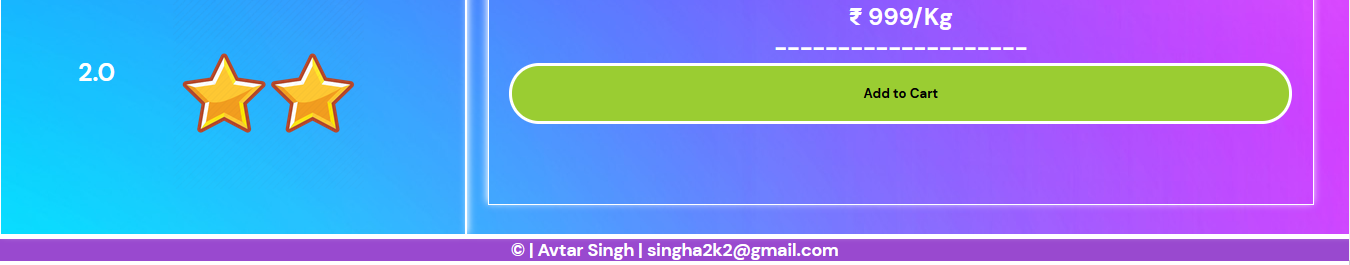 ₹ 999/Kg
--------------------
2.0
Add to Cart
© | Avtar Singh | singha2k2@gmail.com